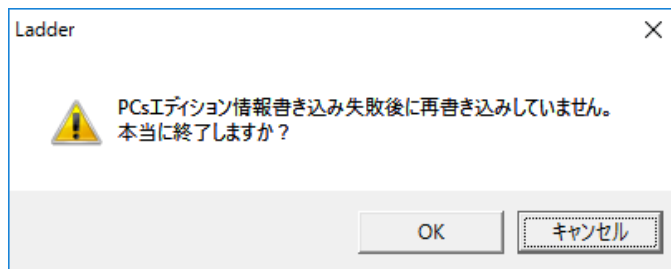 Ladder
PCsエディション情報書き込み失敗後に再書き込みしていません。
本当に終了しますか？
OK
キャンセル